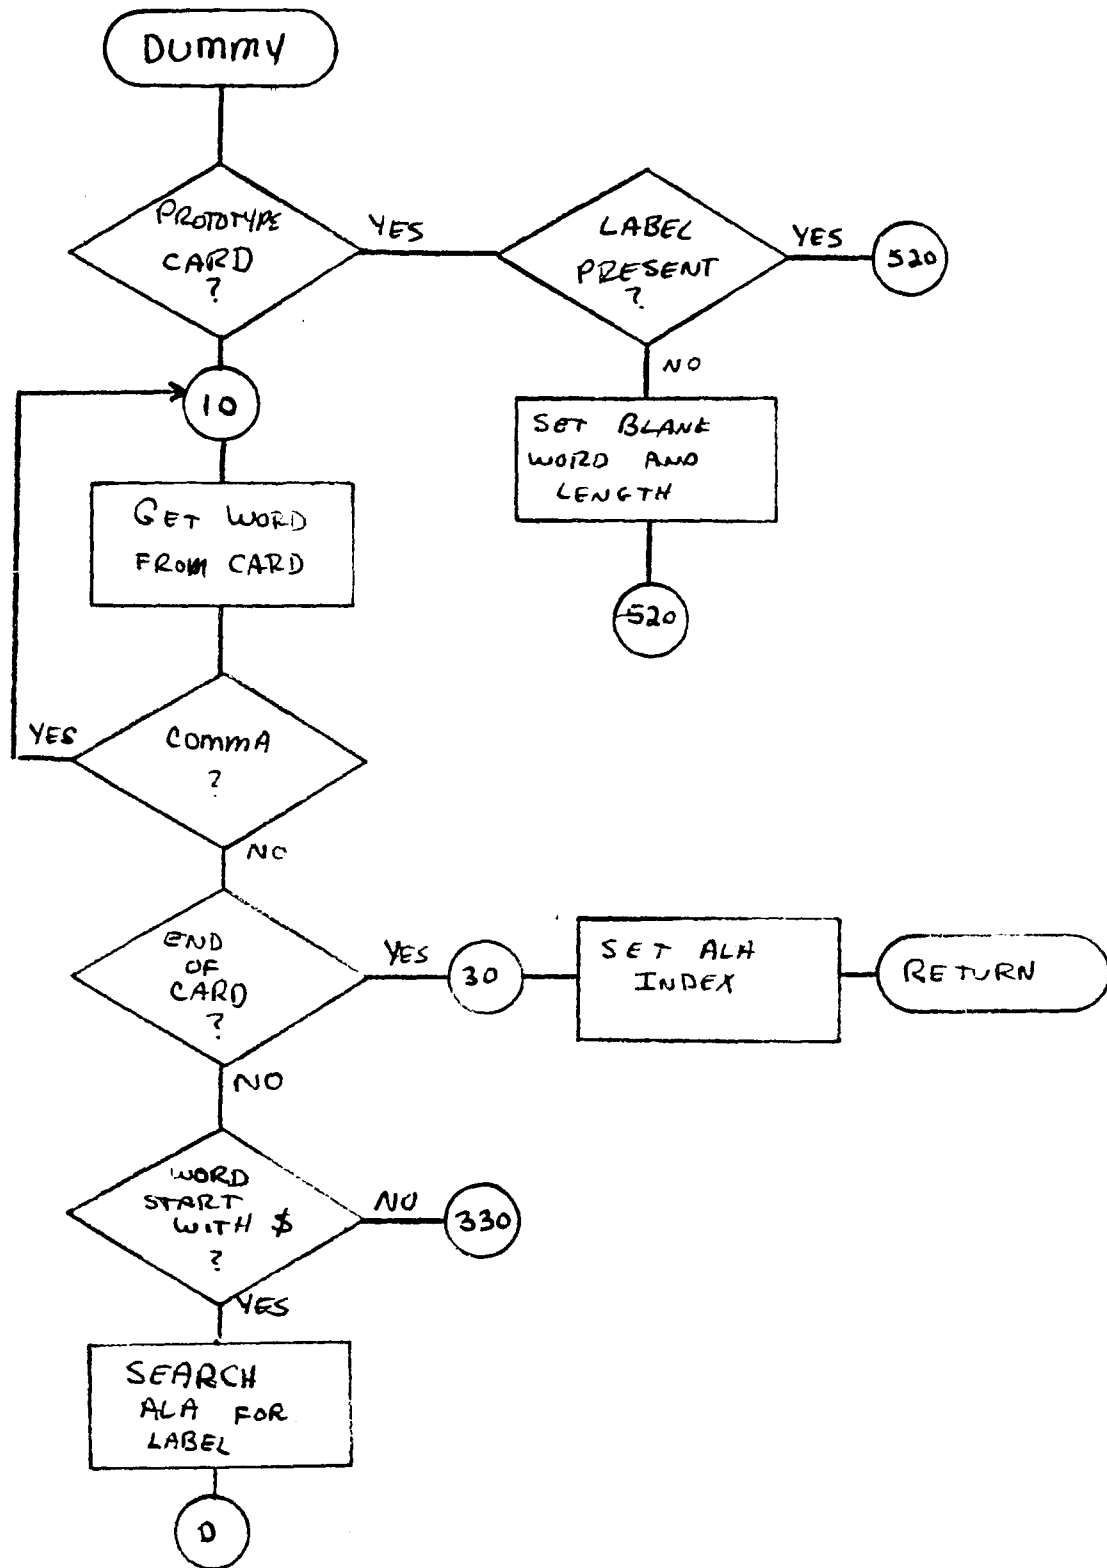 DUMMY
PROTOTYPE
CARD
?
YES
LABEL
PRESENT
?
YES
520
NO
10
SET BLANK
WORD AND
LENGTH
GET WORD
FROM CARD
520
YES
COMMA
?
NO
END
OF
CARD
?
YES
30
SET ALA
INDEX
RETURN
NO
WORD
START
WITH $
?
NO
330
YES
SEARCH
ALA FOR
LABEL
D